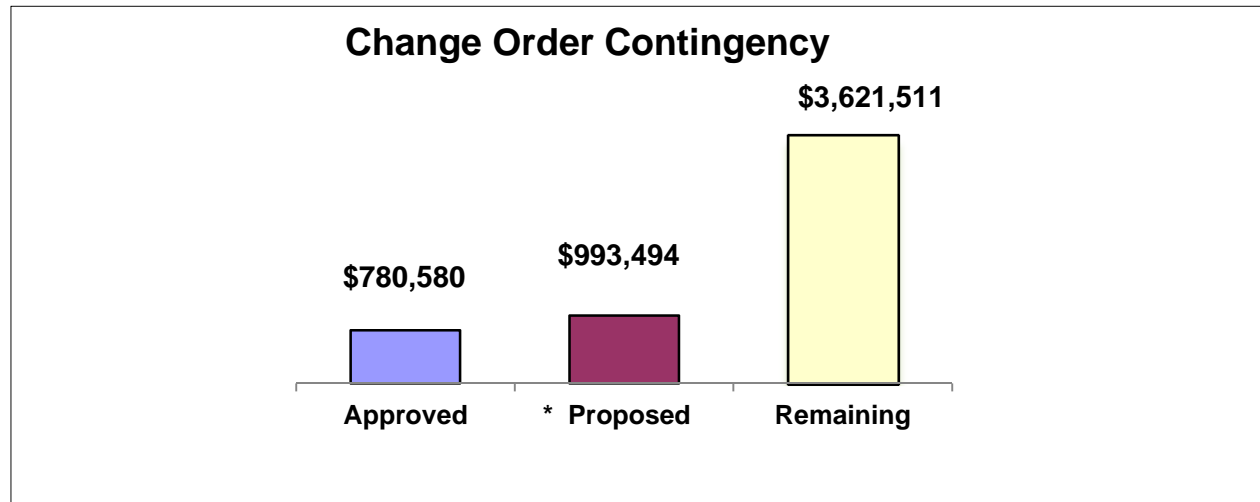 Change Order Contingency
$3,621,511
$993,494
$780,580
Approved * Proposed Remaining